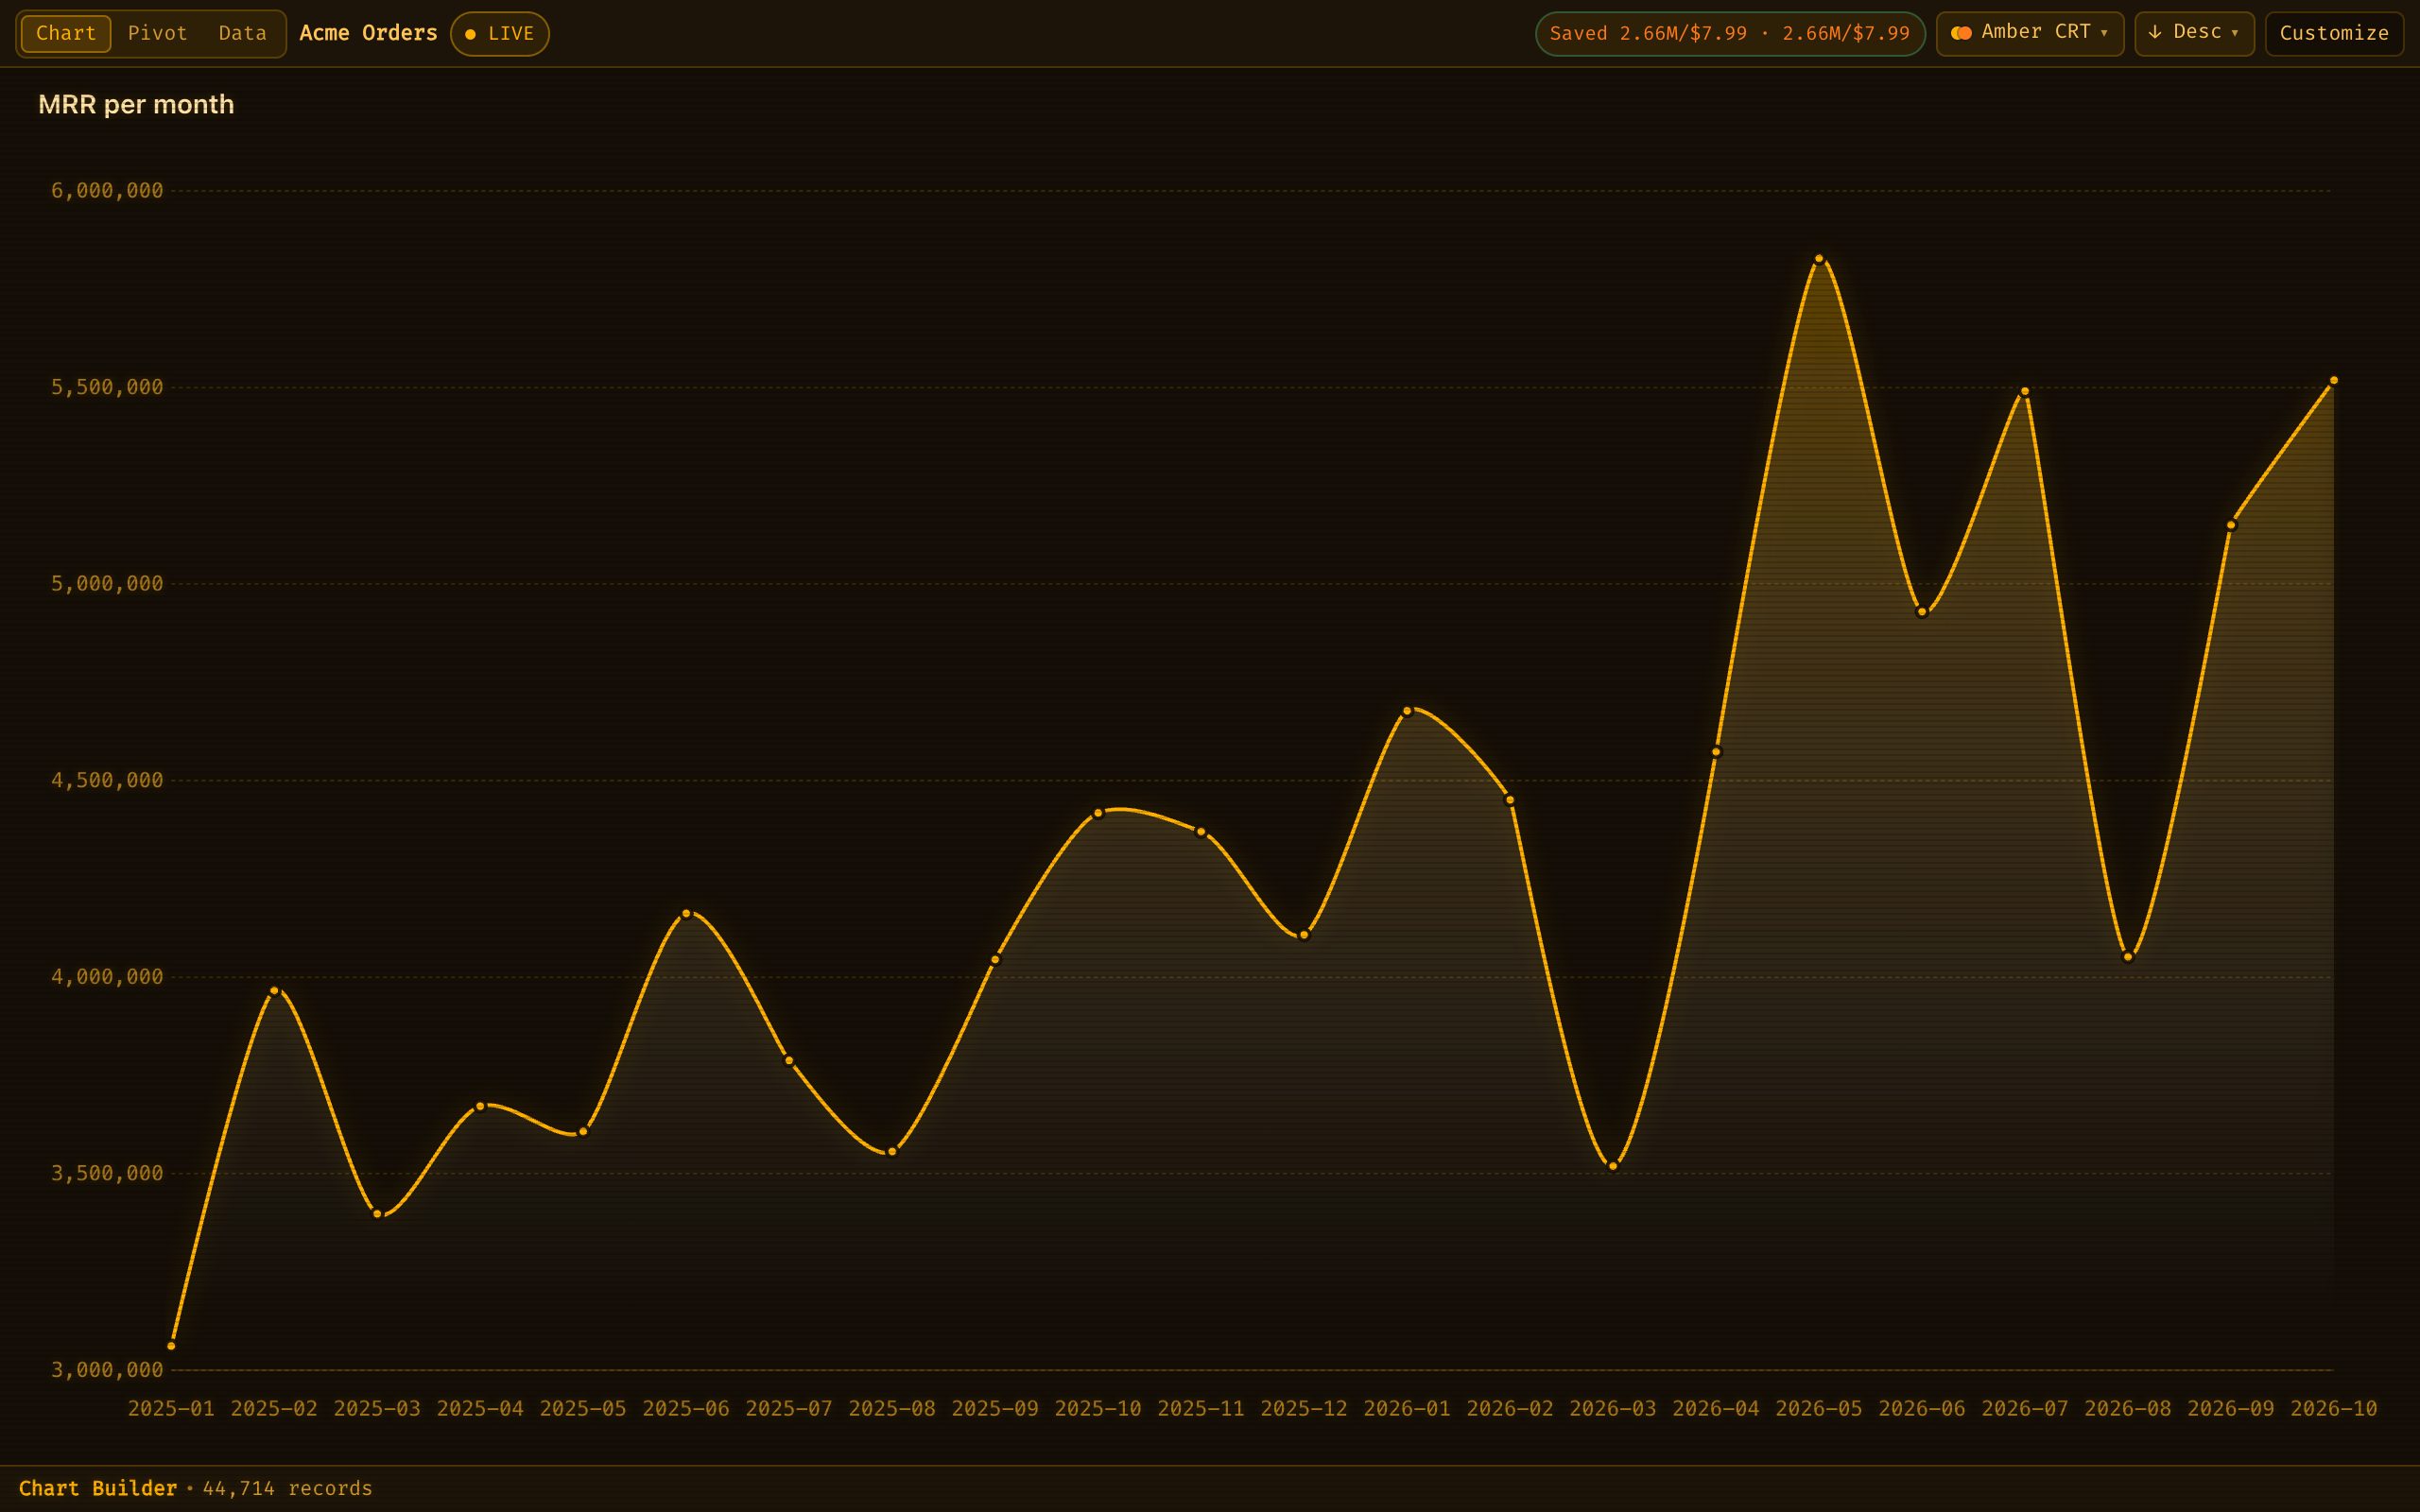 Chart Pivot Data Acme Orders LIVE Saved 2.66M/$7.99 · 2.66M/$7.99 Amber CRT ▾ ↓ Desc ▾ Customize
MRR per month
6,000,000
5,500,000
5,000,000
4,500,000
4,000,000
3,500,000
3,000,000
2025-01 2025-02 2025-03 2025-04 2025-05 2025-06 2025-07 2025-08 2025-09 2025-10 2025-11 2025-12 2026-01 2026-02 2026-03 2026-04 2026-05 2026-06 2026-07 2026-08 2026-09 2026-10
Chart Builder • 44,714 records